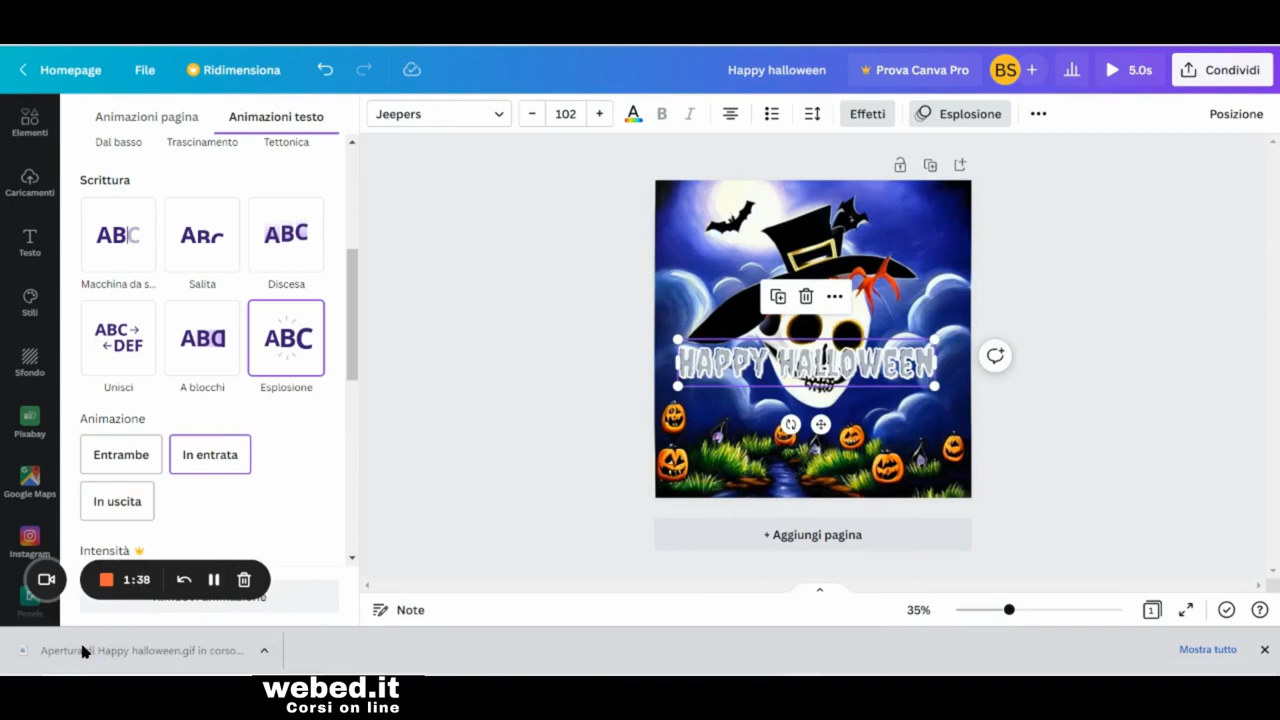 Homepage
File
Ridimensiona
Happy halloween
Prova Canva Pro
BS
5.0s
Condividi
Elementi
Caricamenti
Testo
Stili
Sfondo
Pixabay
Google Maps
Instagram
Animazioni pagina
Animazioni testo
Dal basso
Trascinamento
Tettonica
Scrittura
ABC
ABC
ABC
Macchina da s...
Salita
Discesa
ABC
DEF
ABC
ABC
Unisci
A blocchi
Esplosione
Animazione
Entrambe
In entrata
In uscita
Intensità
1:38
Jeepers
102
A
B
I
Effetti
Esplosione
Posizione
HAPPY HALLOWEEN
+ Aggiungi pagina
Note
35%
1
Apertura di Happy halloween.gif in corso...
Mostra tutto
webed.it
Corsi on line